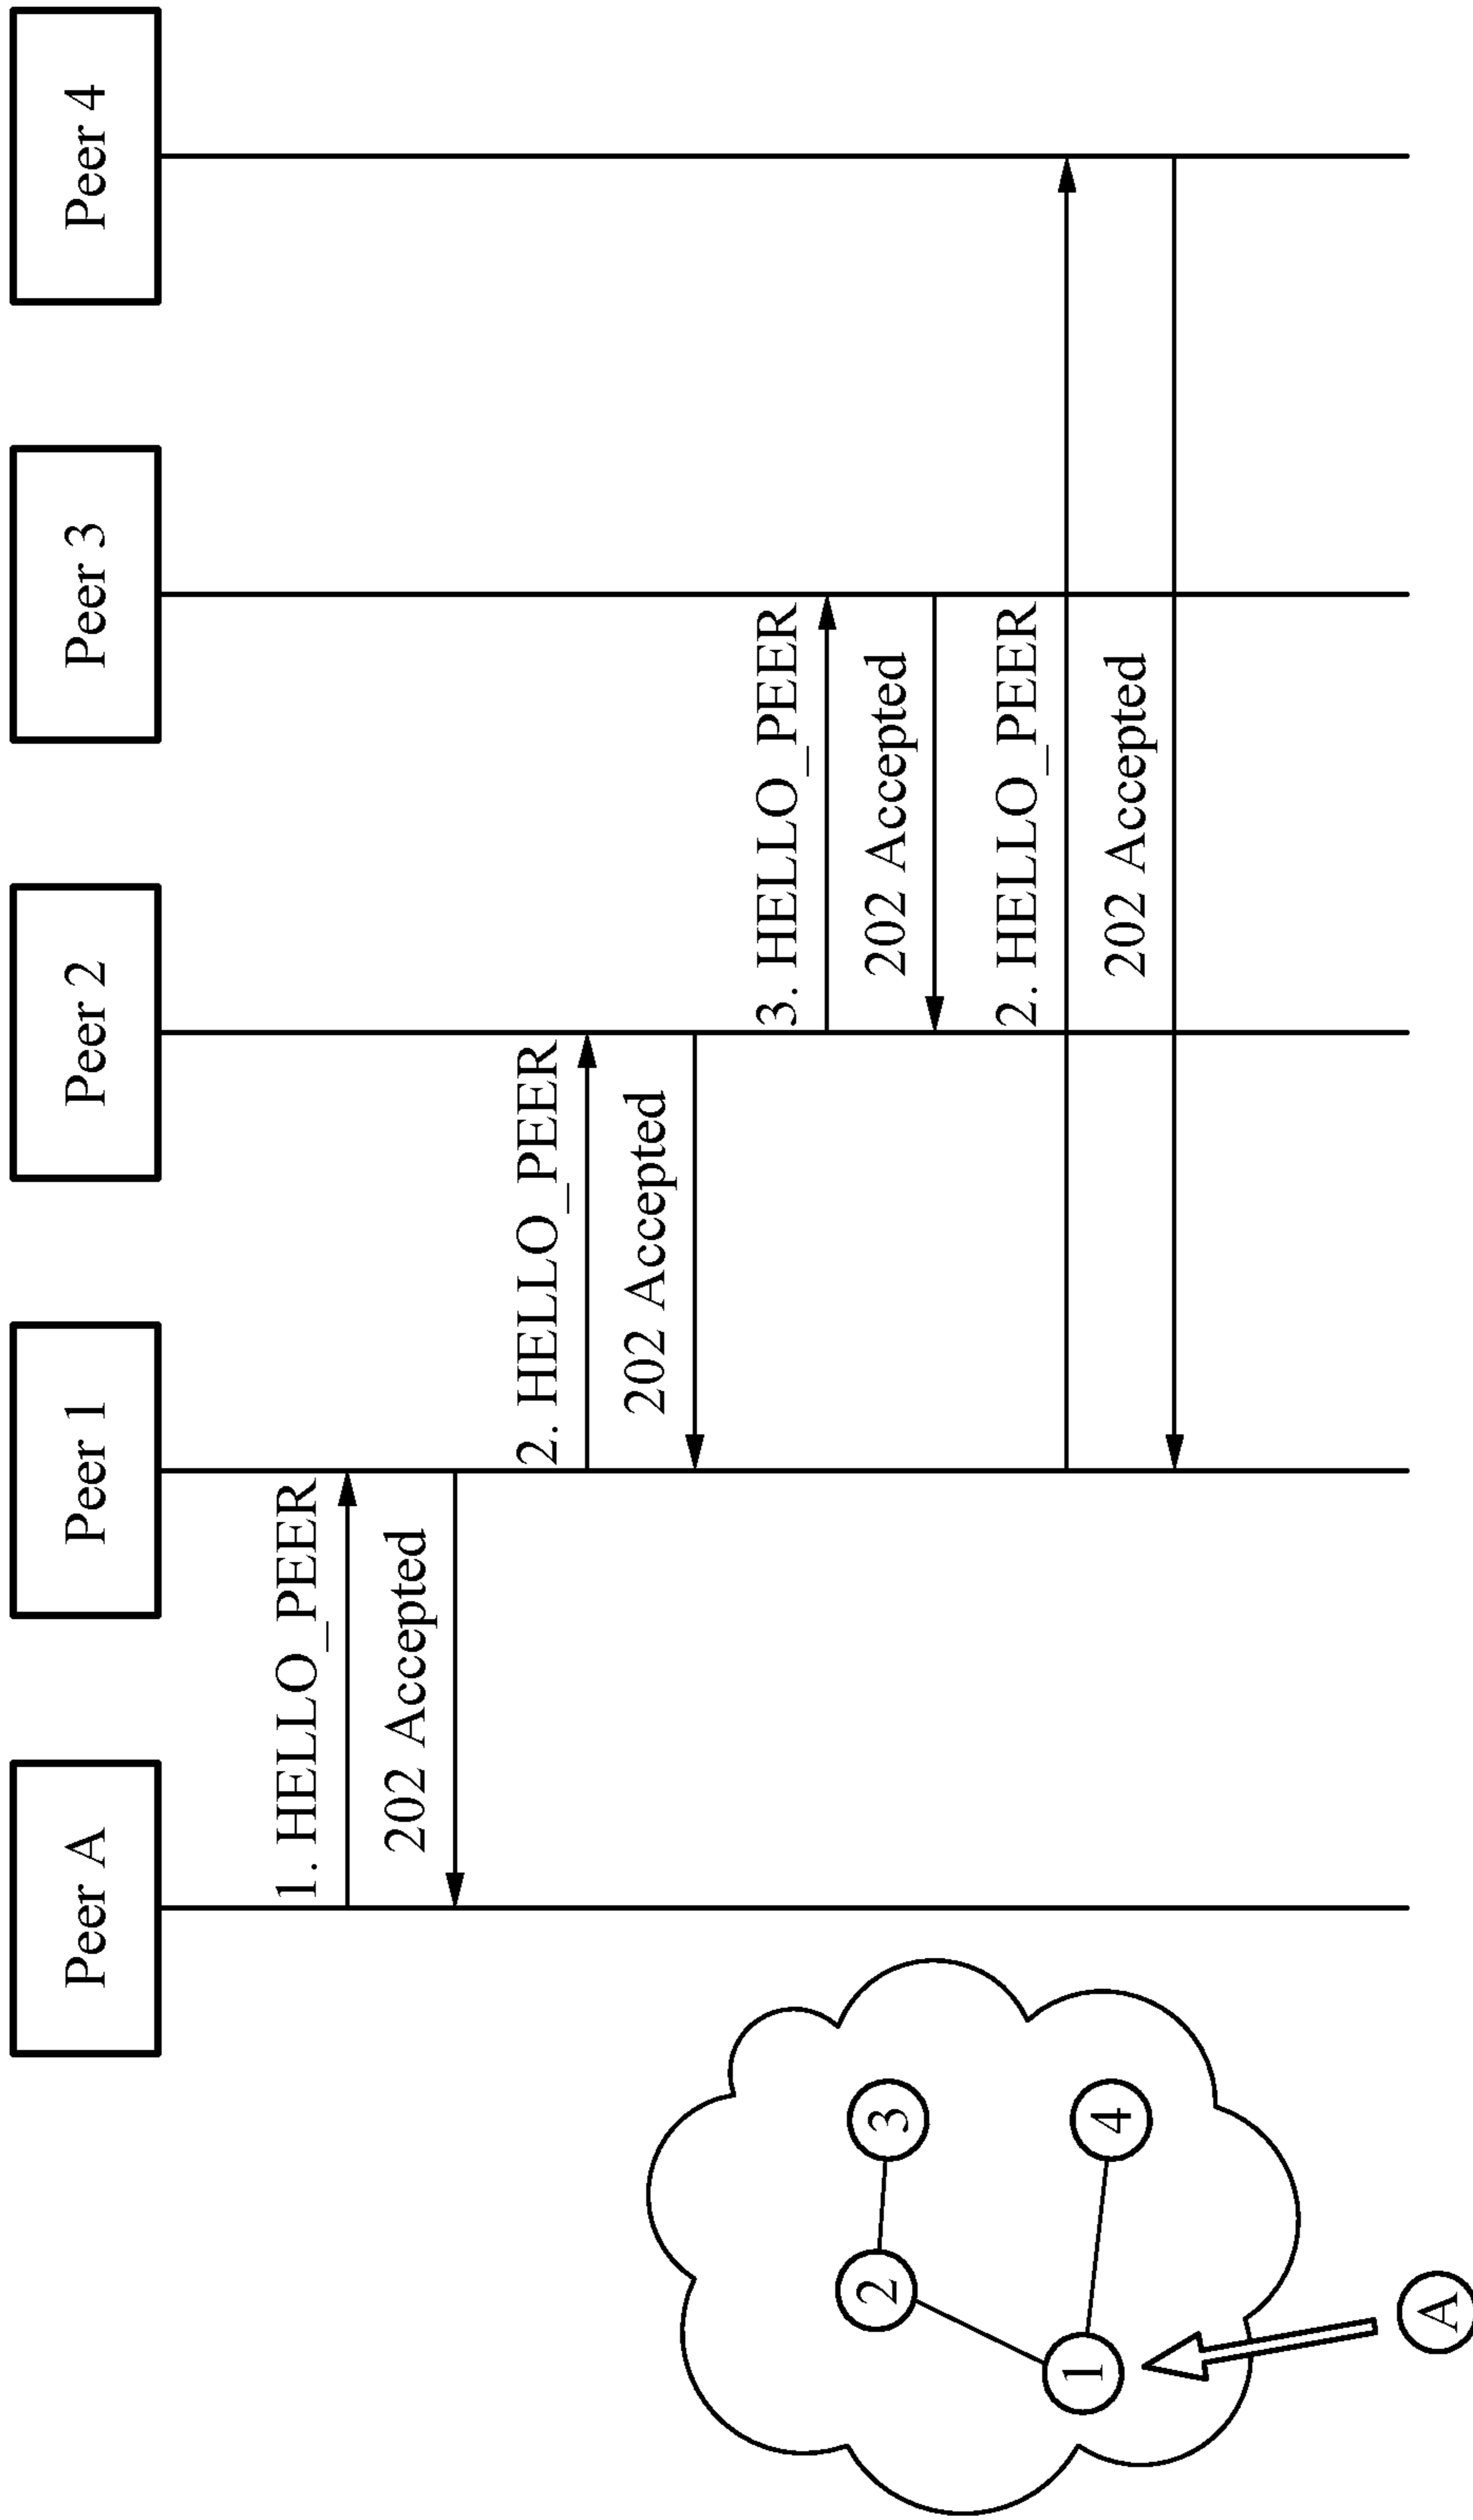 Peer A
Peer 1
Peer 2
Peer 3
Peer 4
1. HELLO_PEER
202 Accepted
2. HELLO_PEER
202 Accepted
3. HELLO_PEER
202 Accepted
2. HELLO_PEER
202 Accepted
2
3
1
4
A